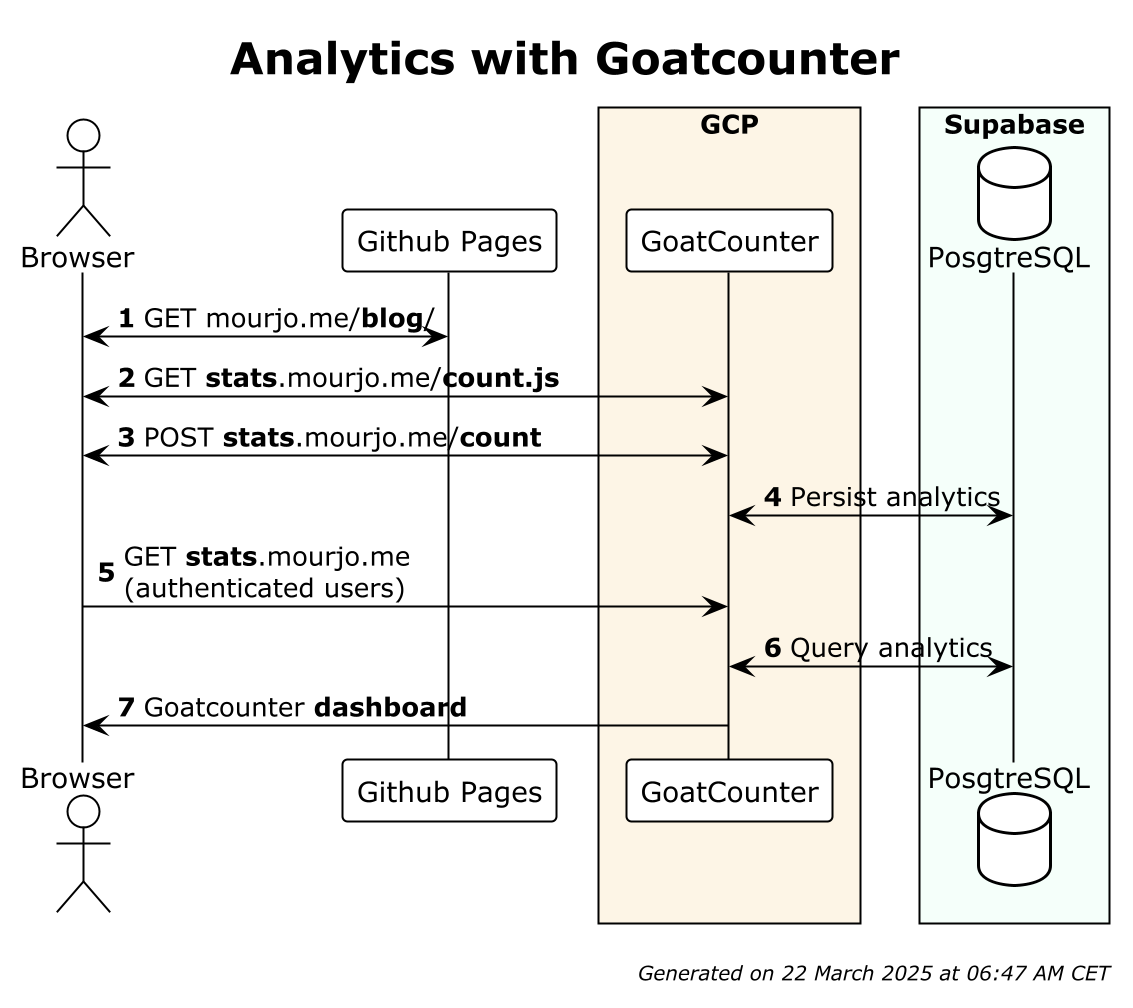 Analytics with Goatcounter
GCP
Supabase
Browser
Github Pages
GoatCounter
PosgtreSQL
1 GET mourjo.me/blog/
2 GET stats.mourjo.me/count.js
3 POST stats.mourjo.me/count
4 Persist analytics
5 GET stats.mourjo.me
(authenticated users)
6 Query analytics
7 Goatcounter dashboard
Browser
Github Pages
GoatCounter
PosgtreSQL
Generated on 22 March 2025 at 06:47 AM CET